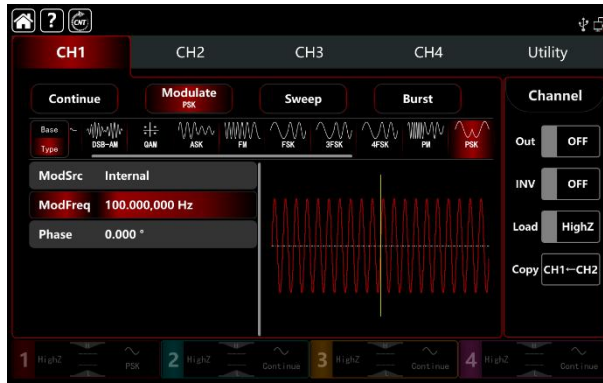 ? CNT
CH1 CH2 CH3 CH4 Utility
Continue Modulate Sweep Burst Channel
PSK
Base
Type DSB-AM QAM ASK FM FSK 3FSK 4FSK PM PSK
Out OFF
ModSrc Internal
INV OFF
ModFreq 100.000,000 Hz
Phase 0.000 °
Load HighZ
Copy CH1←CH2
1 HighZ PSK 2 HighZ Continue 3 HighZ Continue 4 HighZ Continue